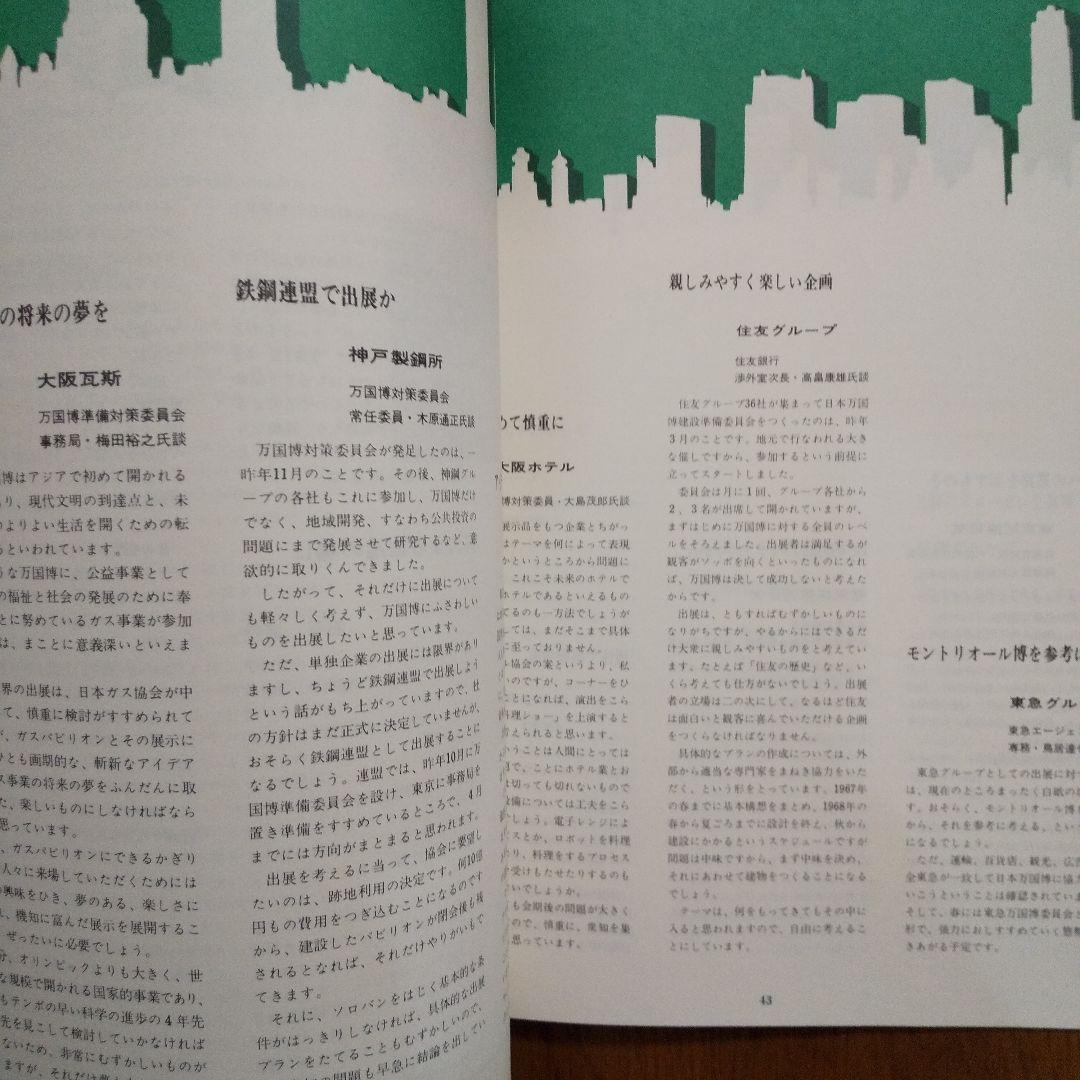 の将来の夢を
大阪瓦斯
万国博準備対策委員会
事務局・梅田裕之氏談
博はアジアで初めて開かれる
り、現代文明の到達点と、未
のよりよい生活を開くための転
るといわれています。
うな万国博に、公益事業として
の福祉と社会の発展のために奉
とに努めているガス事業が参加
は、まことに意義深いといえま
界の出展は、日本ガス協会が中
て、慎重に検討がすすめられて
が、ガスパビリオンとその展示に
ひとも画期的な、斬新なアイデア
ス事業の将来の夢をふんだんに取
た、楽しいものにしなければなら
思っています。
、ガスパビリオンにできるかぎり
人々に来場していただくためには
の興味をひき、夢のある、楽しさに
し、機知に富んだ展示を展開するこ
ぜったいに必要でしょう。
分、オリンピックよりも大きく、世
な規模で開かれる国家的事業であり、
もテンポの早い科学の進歩の4年先
先を見こして検討していかなければ
ないため、非常にむずかしいものが
鉄鋼連盟で出展か
神戸製鋼所
万国博対策委員会
常任委員・木原通正氏談
万国博対策委員会が発足したのは、一
昨年11月のことです。その後、神鋼グル
ープの各社もこれに参加し、万国博だけ
でなく、地域開発、すなわち公共投資の
問題にまで発展させて研究するなど、意
欲的に取りくんできました。
したがって、それだけに出展について
も軽々しく考えず、万国博にふさわしい
ものを出展したいと思っています。
ただ、単独企業の出展には限界があり
ますし、ちょうど鉄鋼連盟で出展しよう
という話がもち上がっていますので、社
の方針はまだ正式に決定していませんが、
おそらく鉄鋼連盟として出展することに
なるでしょう。連盟では、昨年10月に万
国博準備委員会を設け、東京に事務局を
置き準備をすすめているところで、4月
までには方向がまとまると思われます。
出展を考えるに当って、協会に要望し
たいのは、跡地利用の決定です。何10億
円もの費用をつぎ込むことになるのです
から、建設したパビリオンが閉会後も残
されるとなれば、それだけやりがいもで
てきます。
それに、ソロバンをはじく基本的な条
件がはっきりしなければ、具体的な出展
プランをたてることもむずかしいので、
の問題も早急に結論を出してい
めて慎重に
大阪ホテル
博対策委員・大島茂郎氏談
展示品をもつ企業とちがっ
はテーマを何によって表現
かというところから問題に
これこそ未来のホテルで
ホテルであるといえるもの
てるのも一方法でしょうが
しては、まだそこまで具体
に至っておりません。
ト協会の案というより、私
いのですが、コーナーをひ
ことになれば、演出をこら
料理ショー」を上演すると
考えられると思います。
いうことは人間にとっては
で、ことにホテル業とお
は切っても切れないもので
設備については工夫をこら
しょう。電子レンジによ
スとか、ロボットを料理
り、料理をするプロセス
受けもたせたりするのも
いでしょうか。
も会期後の問題が大きく
ので、慎重に、衆知を集
思っています。
親しみやすく楽しい企画
住友グループ
住友銀行
渉外室次長・高畠康雄氏談
住友グループ36社が集まって日本万国
博建設準備委員会をつくったのは、昨年
3月のことです。地元で行なわれる大き
な催しですから、参加するという前提に
立ってスタートしました。
委員会は月に1回、グループ各社から
2、3名が出席して開かれていますが、
まずはじめに万国博に対する全員のレベ
ルをそろえました。出展者は満足するが
観客がソッポを向くといったものになれ
ば、万国博は決して成功しないと考えた
からです。
出展は、ともすればむずかしいものに
なりがちですが、やるからにはできるだ
け大衆に親しみやすいものをと考えてい
ます。たとえば「住友の歴史」など、い
くら考えても仕方がないでしょう。出展
者の立場は二の次にして、なるほど住友
は面白いと観客に喜んでいただける企画
をつくらなければなりません。
具体的なプランの作成については、外
部から適当な専門家をまねき協力をいた
だく、という形をとっています。1967年
の春までに基本構想をまとめ、1968年の
春から夏ごろまでに設計を終え、秋から
建設にかかるというスケジュールですが
問題は中味ですから、まず中味を決め、
それにあわせて建物をつくることになる
でしょう。
テーマは、何をもってきてもその中に
入ると思われますので、自由に考えるこ
とにしています。
モントリオール博を参考に
東急グル
東急エージェ
専務・鳥居達
東急グループとしての出展に対
は、現在のところまったく白紙の
す。おそらく、モントリオール博
から、それを参考に考える、とい
になるでしょう。
ただ、運輸、百貨店、観光、広
全東急が一致して日本万国博に協
いこうということは確認されてい
そして、春には東急万国博委員会
形で、強力におしすすめていく態
きあがる予定です。
43